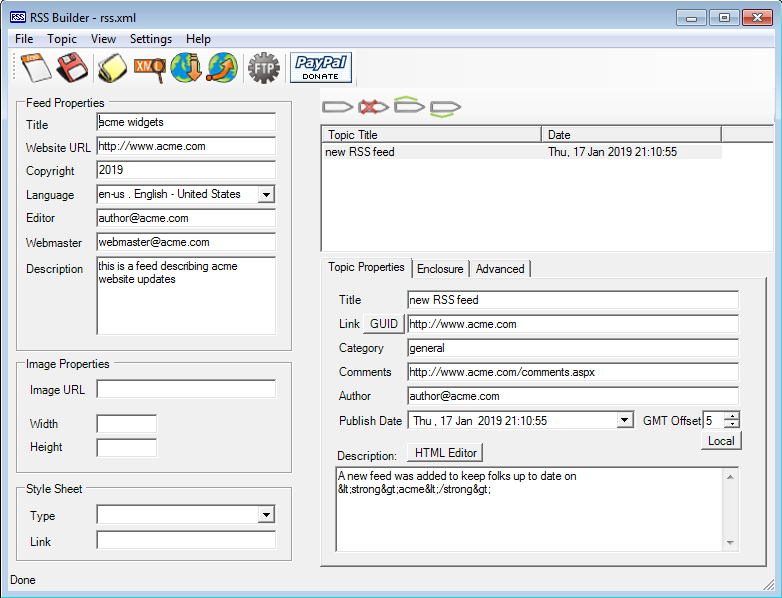 RSS RSS Builder - rss.xml
File Topic View Settings Help
XML FTP PayPal
DONATE
Feed Properties
Title acme widgets
Website URL http://www.acme.com
Copyright 2019
Language en-us . English - United States
Editor author@acme.com
Webmaster webmaster@acme.com
Description this is a feed describing acme
website updates
Image Properties
Image URL
Width
Height
Style Sheet
Type
Link
Topic Title Date
new RSS feed Thu, 17 Jan 2019 21:10:55
Topic Properties Enclosure Advanced
Title new RSS feed
Link GUID http://www.acme.com
Category general
Comments http://www.acme.com/comments.aspx
Author author@acme.com
Publish Date Thu , 17 Jan 2019 21:10:55 GMT Offset 5
Local
Description: HTML Editor
A new feed was added to keep folks up to date on
&lt;strong&gt;acme&lt;/strong&gt;
Done